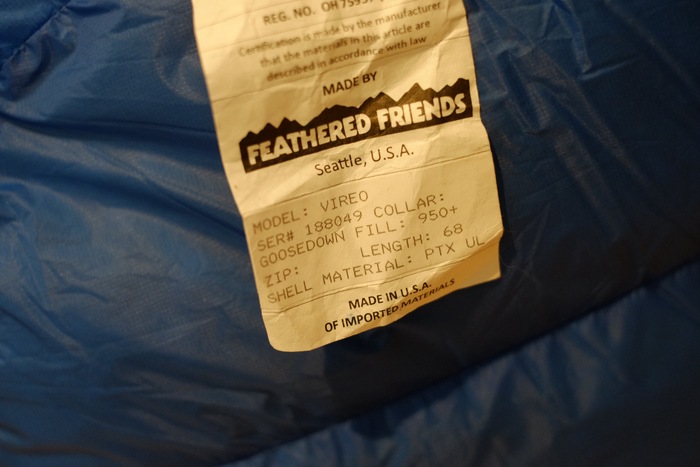 REG. NO. OH 7595
Certification is made by the manufacturer
that the materials in this article are
described in accordance with law
MADE BY
FEATHERED FRIENDS
Seattle, U.S.A.
MODEL: VIREO
SER# 188049 COLLAR:
GOOSEDOWN FILL: 950+
ZIP: LENGTH: 68
SHELL MATERIAL: PTX UL
MADE IN U.S.A.
OF IMPORTED MATERIALS